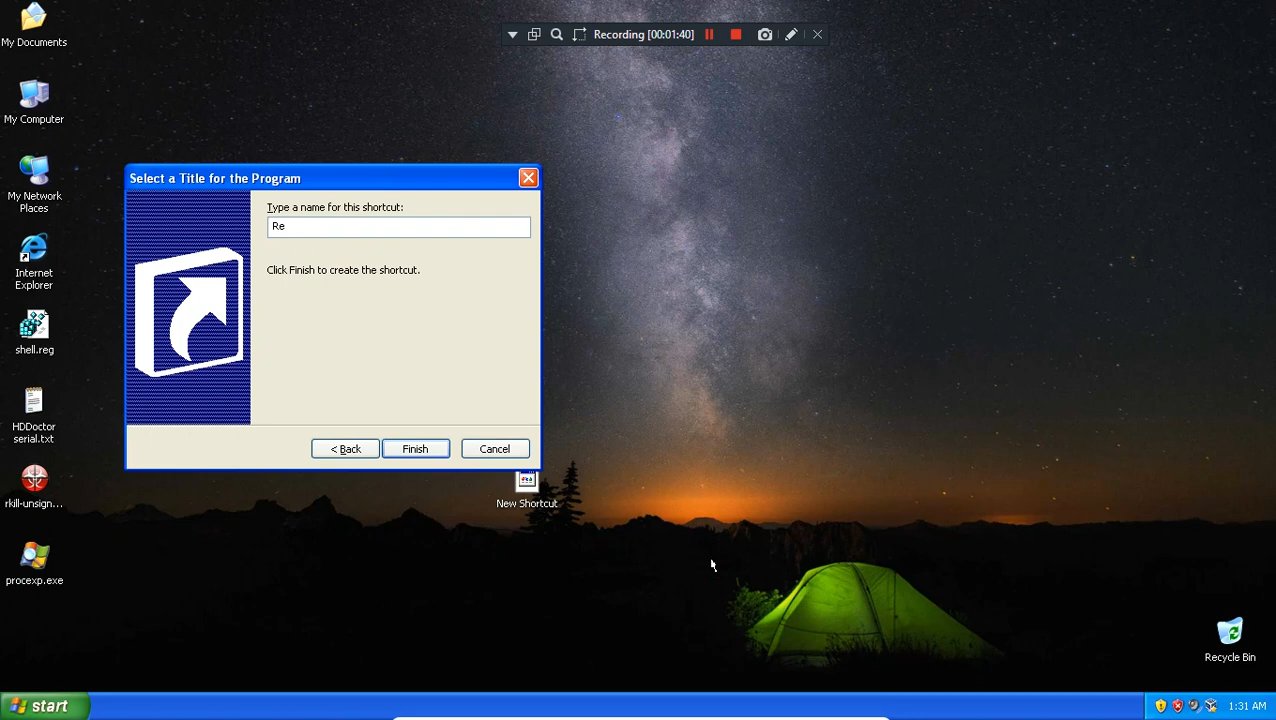 Recording [00:01:40]
My Documents
My Computer
My Network
Places
Internet
Explorer
shell.reg
HDDoctor
serial.txt
rkill-unsign...
procexp.exe
Select a Title for the Program
Type a name for this shortcut:
Re
Click Finish to create the shortcut.
< Back
Finish
Cancel
New Shortcut
Recycle Bin
start
1:31 AM